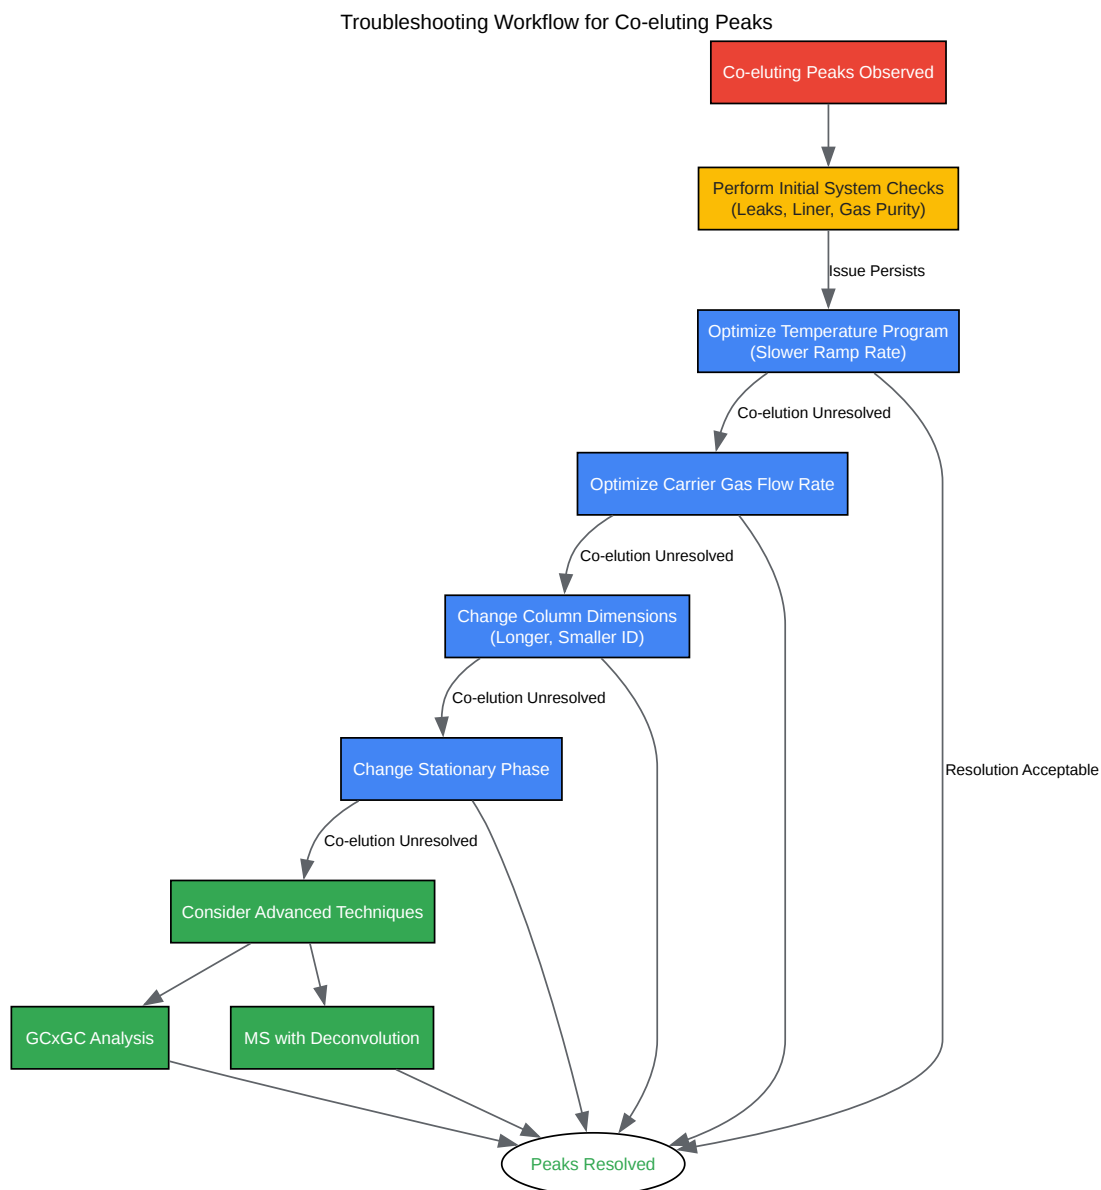 Troubleshooting Workflow for Co-eluting Peaks
Co-eluting Peaks Observed
Perform Initial System Checks
(Leaks, Liner, Gas Purity)
Issue Persists
Optimize Temperature Program
(Slower Ramp Rate)
Co-elution Unresolved
Optimize Carrier Gas Flow Rate
Co-elution Unresolved
Change Column Dimensions
(Longer, Smaller ID)
Co-elution Unresolved
Change Stationary Phase
Resolution Acceptable
Co-elution Unresolved
Consider Advanced Techniques
GCxGC Analysis
MS with Deconvolution
Peaks Resolved